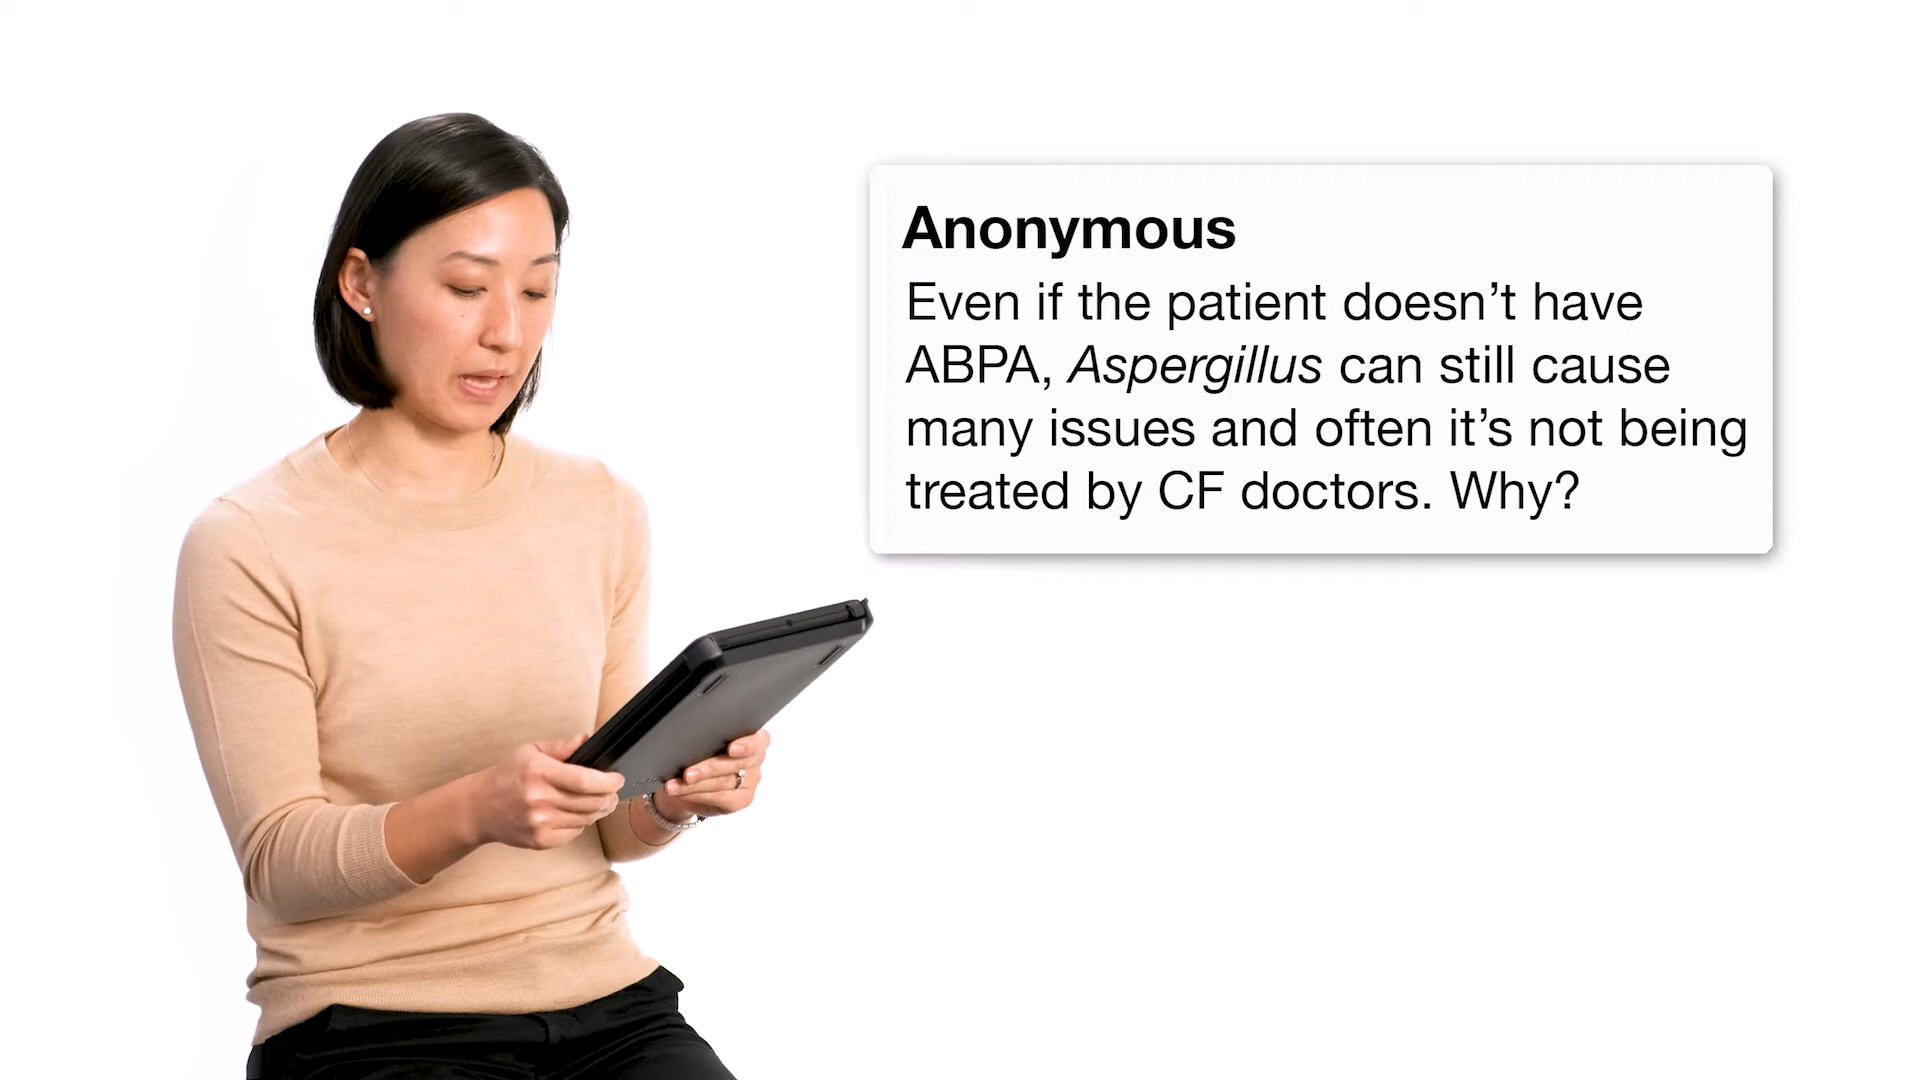 Anonymous
Even if the patient doesn’t have
ABPA, Aspergillus can still cause
many issues and often it’s not being
treated by CF doctors. Why?